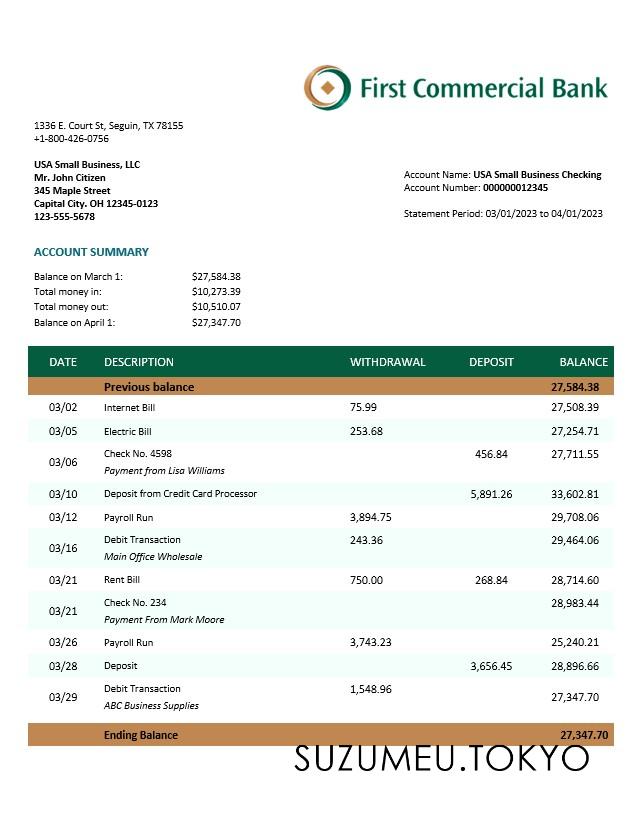 First Commercial Bank
1336 E. Court St, Seguin, TX 78155
+1-800-426-0756
USA Small Business, LLC
Mr. John Citizen
345 Maple Street
Capital City. OH 12345-0123
123-555-5678
Account Name: USA Small Business Checking
Account Number: 000000012345
Statement Period: 03/01/2023 to 04/01/2023
ACCOUNT SUMMARY
Balance on March 1: $27,584.38
Total money in: $10,273.39
Total money out: $10,510.07
Balance on April 1: $27,347.70
DATE DESCRIPTION WITHDRAWAL DEPOSIT BALANCE
Previous balance 27,584.38
03/02 Internet Bill 75.99 27,508.39
03/05 Electric Bill 253.68 27,254.71
03/06 Check No. 4598 456.84 27,711.55
Payment from Lisa Williams
03/10 Deposit from Credit Card Processor 5,891.26 33,602.81
03/12 Payroll Run 3,894.75 29,708.06
03/16 Debit Transaction 243.36 29,464.06
Main Office Wholesale
03/21 Rent Bill 750.00 268.84 28,714.60
03/21 Check No. 234 28,983.44
Payment From Mark Moore
03/26 Payroll Run 3,743.23 25,240.21
03/28 Deposit 3,656.45 28,896.66
03/29 Debit Transaction 1,548.96 27,347.70
ABC Business Supplies
Ending Balance 27,347.70
SUZUMEU.TOKYO